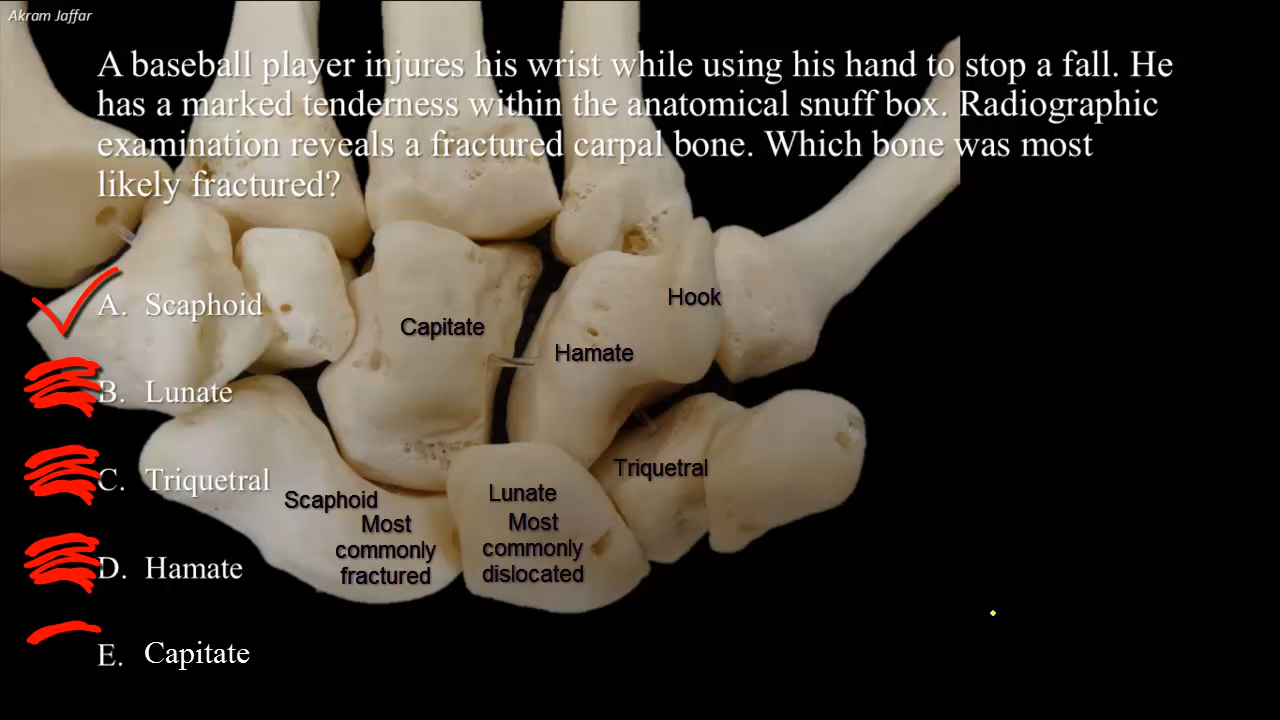 Akram Jaffar
A baseball player injures his wrist while using his hand to stop a fall. He
has a marked tenderness within the anatomical snuff box. Radiographic
examination reveals a fractured carpal bone. Which bone was most
likely fractured?
A. Scaphoid
B. Lunate
C. Triquetral
D. Hamate
E. Capitate
Hook
Capitate
Hamate
Triquetral
Scaphoid
Most
commonly
fractured
Lunate
Most
commonly
dislocated